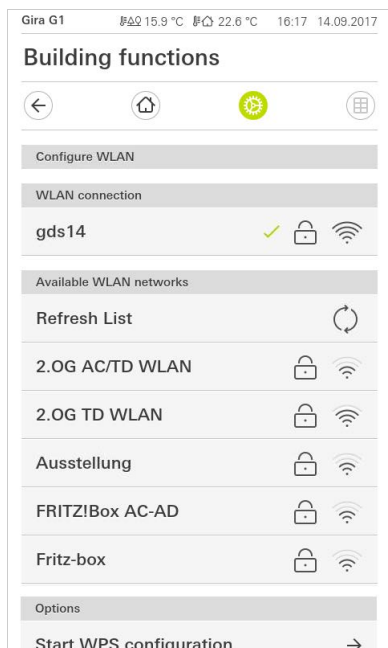 Gira G1 15.9 °C 22.6 °C 16:17 14.09.2017
Building functions
Configure WLAN
WLAN connection
gds14
Available WLAN networks
Refresh List
2.OG AC/TD WLAN
2.OG TD WLAN
Ausstellung
FRITZ!Box AC-AD
Fritz-box
Options
Start WPS configuration